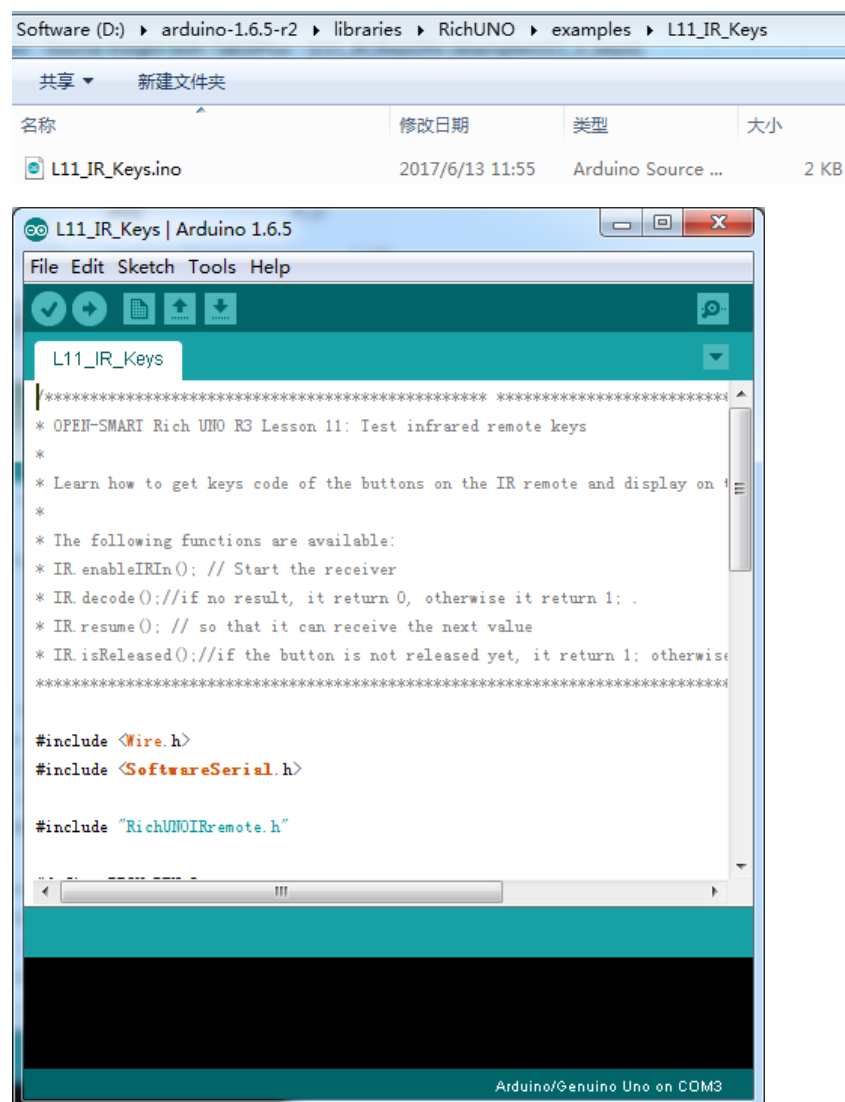 Software (D:) ▸ arduino-1.6.5-r2 ▸ libraries ▸ RichUNO ▸ examples ▸ L11_IR_Keys
共享 ▼ 新建文件夹
名称 修改日期 类型 大小
L11_IR_Keys.ino 2017/6/13 11:55 Arduino Source ... 2 KB
L11_IR_Keys | Arduino 1.6.5
File Edit Sketch Tools Help
L11_IR_Keys
/************************************************* **************************
* OPEN-SMART Rich UNO R3 Lesson 11: Test infrared remote keys
*
* Learn how to get keys code of the buttons on the IR remote and display on
*
* The following functions are available:
* IR.enableIRIn(); // Start the receiver
* IR.decode();//if no result, it return 0, otherwise it return 1; .
* IR.resume(); // so that it can receive the next value
* IR.isReleased();//if the button is not released yet, it return 1; otherwise
****************************************************************************
#include <Wire.h>
#include <SoftwareSerial.h>
#include "RichUNOIRremote.h"
Arduino/Genuino Uno on COM3